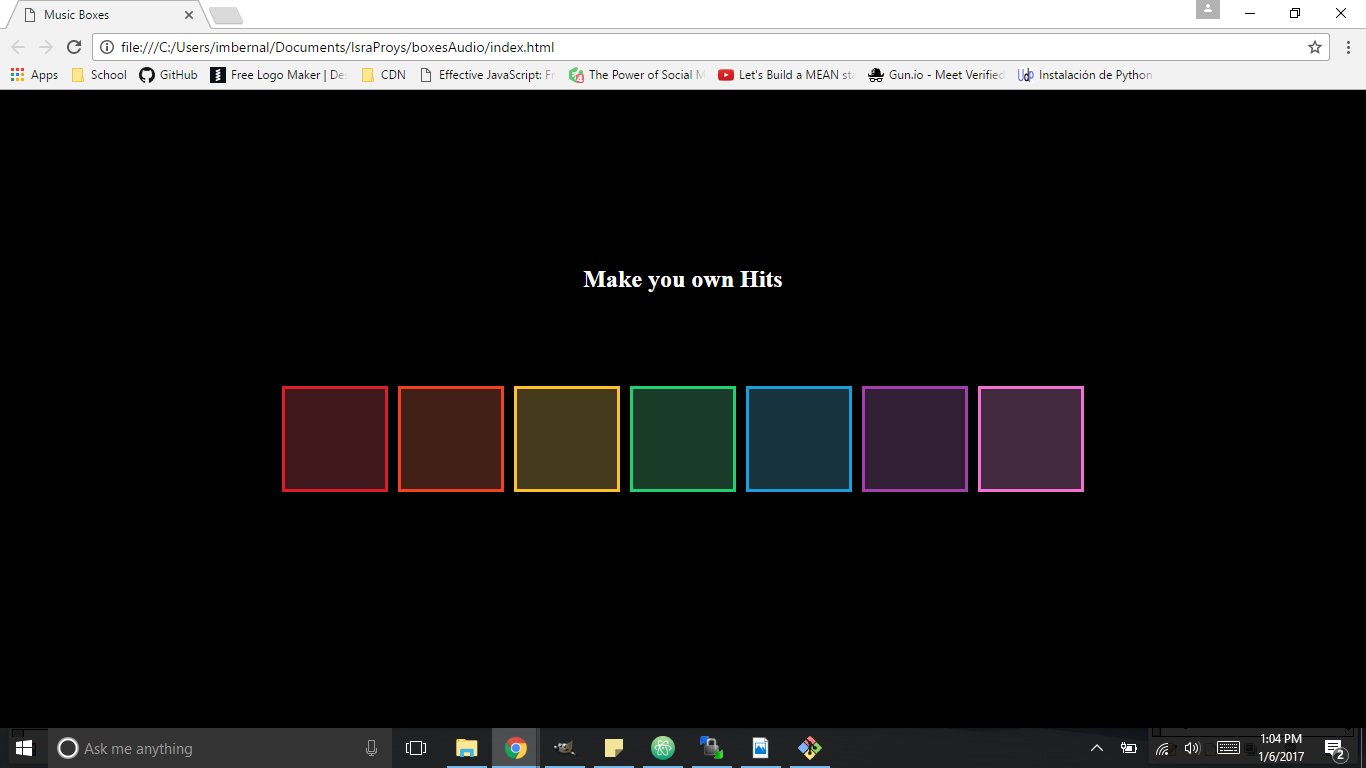 Music Boxes
file:///C:/Users/imbernal/Documents/IsraProys/boxesAudio/index.html
Apps School GitHub Free Logo Maker | De CDN Effective JavaScript: Fr The Power of Social M Let's Build a MEAN sta Gun.io - Meet Verified Instalación de Python
Make you own Hits
Ask me anything
1:04 PM
1/6/2017
2